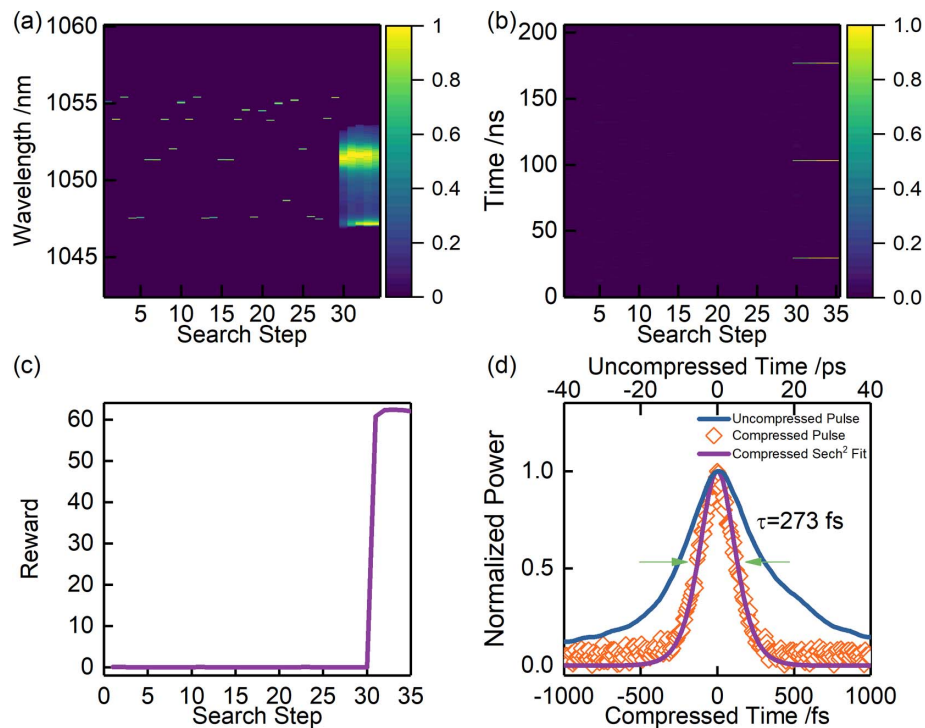 (a)
1060
1055
1050
1045
Wavelength /nm
5 10 15 20 25 30
Search Step
1
0.8
0.6
0.4
0.2
0
(b)
200
150
100
50
0
Time /ns
5 10 15 20 25 30 35
Search Step
1.0
0.8
0.6
0.4
0.2
0.0
(c)
60
50
40
30
20
10
0
Reward
0 5 10 15 20 25 30 35
Search Step
(d)
Uncompressed Time /ps
-40 -20 0 20 40
Uncompressed Pulse
Compressed Pulse
Compressed Sech² Fit
1.0
0.5
0.0
Normalized Power
τ=273 fs
-1000 -500 0 500 1000
Compressed Time /fs